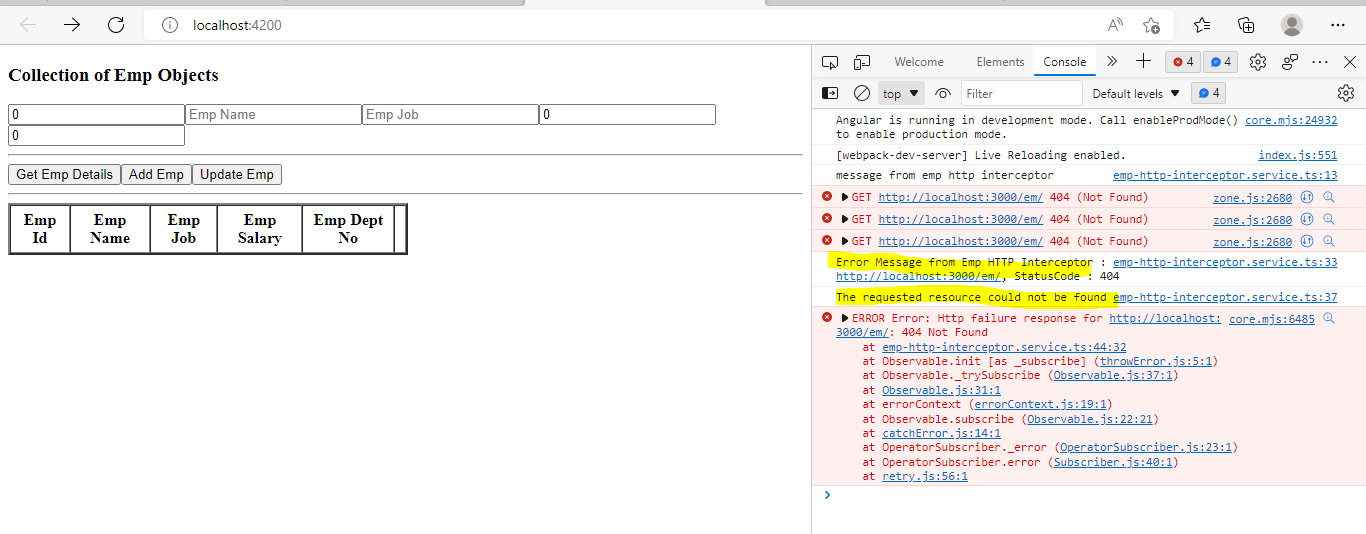 localhost:4200
Collection of Emp Objects
0 Emp Name Emp Job 0
0
Get Emp Details Add Emp Update Emp
Emp Id Emp Name Emp Job Emp Salary Emp Dept No
Welcome Elements Console 4 4
top Filter Default levels 4
Angular is running in development mode. Call enableProdMode() core.mjs:24932
to enable production mode.
[webpack-dev-server] Live Reloading enabled. index.js:551
message from emp http interceptor emp-http-interceptor.service.ts:13
GET http://localhost:3000/em/ 404 (Not Found) zone.js:2680
GET http://localhost:3000/em/ 404 (Not Found) zone.js:2680
GET http://localhost:3000/em/ 404 (Not Found) zone.js:2680
Error Message from Emp HTTP Interceptor : emp-http-interceptor.service.ts:33
http://localhost:3000/em/, StatusCode : 404
The requested resource could not be found emp-http-interceptor.service.ts:37
ERROR Error: Http failure response for http://localhost: core.mjs:6485
3000/em/: 404 Not Found
at emp-http-interceptor.service.ts:44:32
at Observable.init [as _subscribe] (throwError.js:5:1)
at Observable._trySubscribe (Observable.js:37:1)
at Observable.js:31:1
at errorContext (errorContext.js:19:1)
at Observable.subscribe (Observable.js:22:21)
at catchError.js:14:1
at OperatorSubscriber._error (OperatorSubscriber.js:23:1)
at OperatorSubscriber.error (Subscriber.js:40:1)
at retry.js:56:1